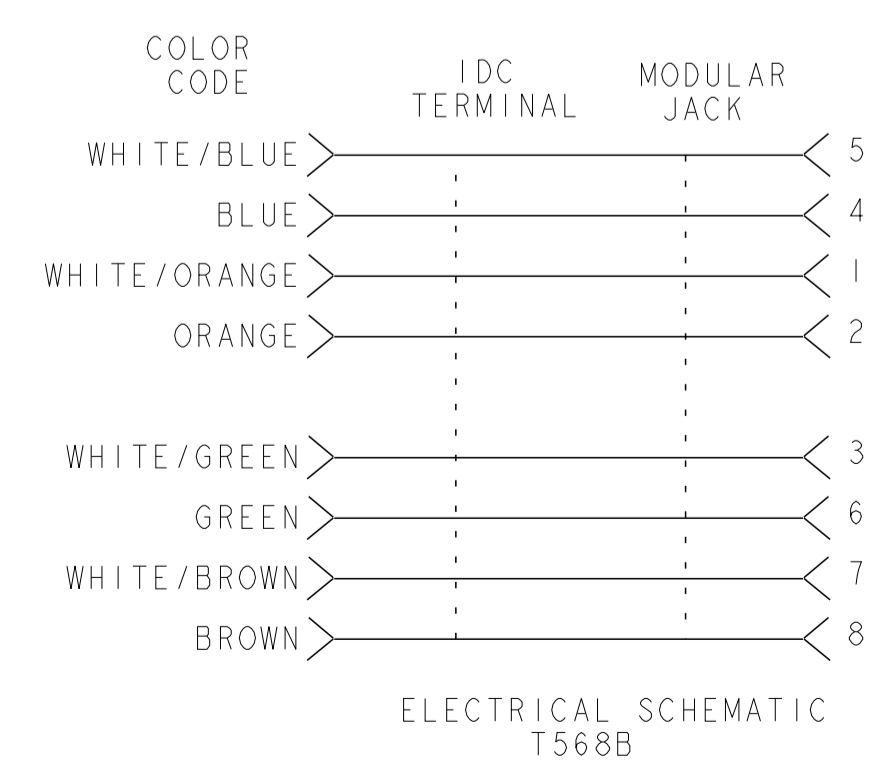 COLOR
CODE
IDC
TERMINAL
MODULAR
JACK
WHITE/BLUE 5
BLUE 4
WHITE/ORANGE 1
ORANGE 2
WHITE/GREEN 3
GREEN 6
WHITE/BROWN 7
BROWN 8
ELECTRICAL SCHEMATIC
T568B